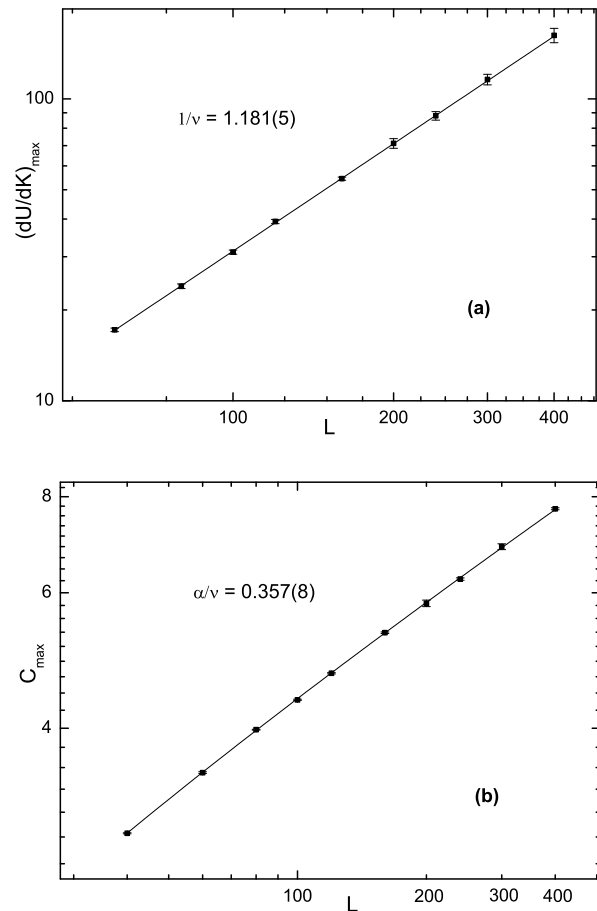 100
10
(dU/dK)max
1/ν = 1.181(5)
(a)
100
200
300
400
L
8
6
4
Cmax
α/ν = 0.357(8)
(b)
100
200
300
400
L